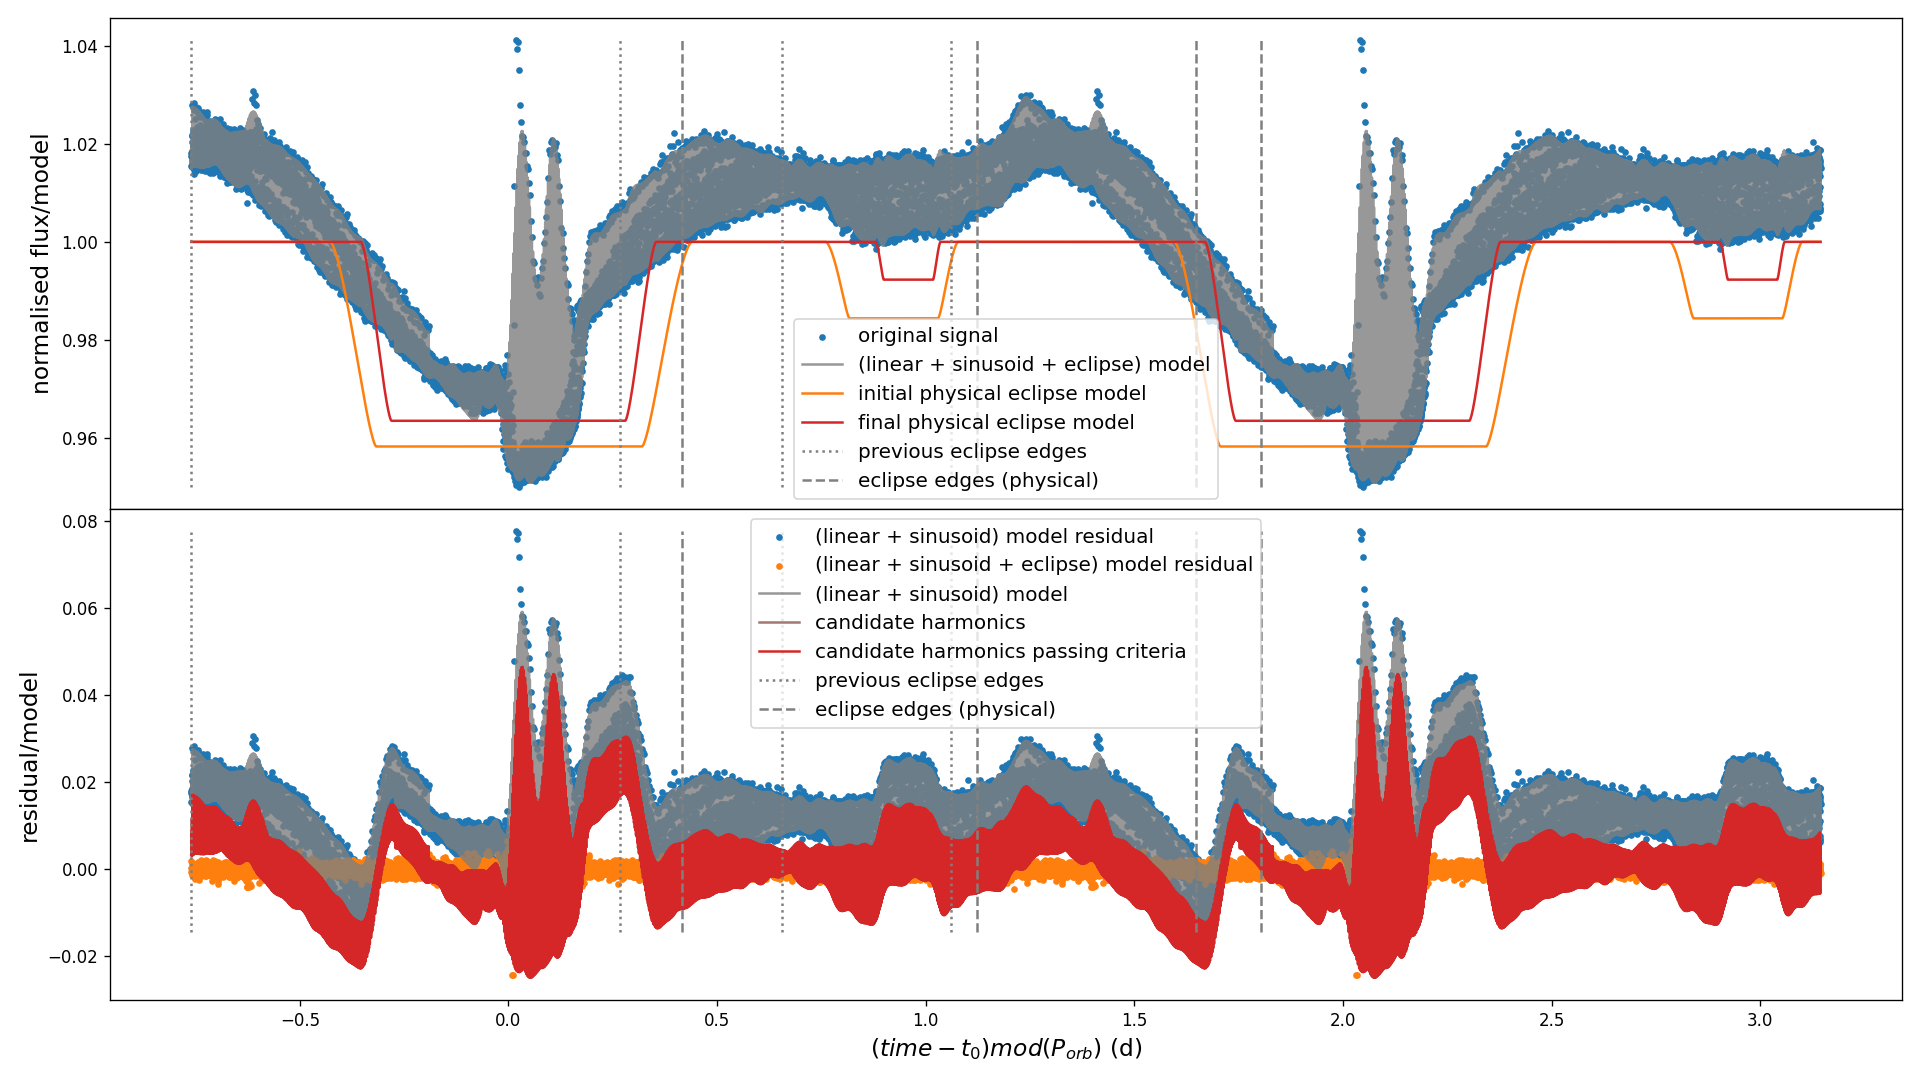 1.04
1.02
1.00
0.98
0.96
normalised flux/model
original signal
(linear + sinusoid + eclipse) model
initial physical eclipse model
final physical eclipse model
previous eclipse edges
eclipse edges (physical)
0.08
0.06
0.04
0.02
0.00
−0.02
residual/model
(linear + sinusoid) model residual
(linear + sinusoid + eclipse) model residual
(linear + sinusoid) model
candidate harmonics
candidate harmonics passing criteria
previous eclipse edges
eclipse edges (physical)
−0.5 0.0 0.5 1.0 1.5 2.0 2.5 3.0
(time − t₀)mod(P_orb) (d)